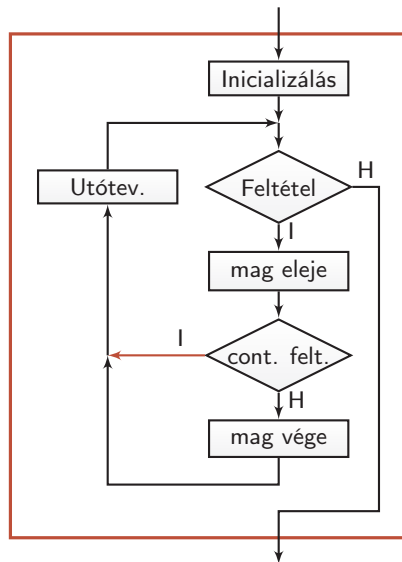 Inicializálás
H
Utótev.
Feltétel
I
mag eleje
I
cont. felt.
H
mag vége